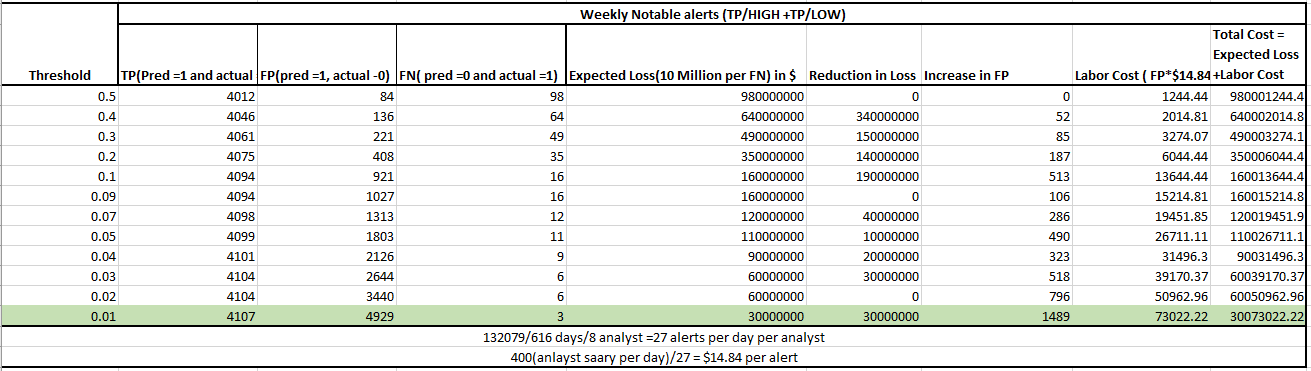 Weekly Notable alerts (TP/HIGH +TP/LOW)
Threshold TP(Pred =1 and actual FP(pred =1, actual -0) FN( pred =0 and actual =1) Expected Loss(10 Million per FN) in $ Reduction in Loss Increase in FP Labor Cost ( FP*$14.84 Total Cost = Expected Loss +Labor Cost
0.5 4012 84 98 980000000 0 0 1244.44 980001244.4
0.4 4046 136 64 640000000 340000000 52 2014.81 640002014.8
0.3 4061 221 49 490000000 150000000 85 3274.07 490003274.1
0.2 4075 408 35 350000000 140000000 187 6044.44 350006044.4
0.1 4094 921 16 160000000 190000000 513 13644.44 160013644.4
0.09 4094 1027 16 160000000 0 106 15214.81 160015214.8
0.07 4098 1313 12 120000000 40000000 286 19451.85 120019451.9
0.05 4099 1803 11 110000000 10000000 490 26711.11 110026711.1
0.04 4101 2126 9 90000000 20000000 323 31496.3 90031496.3
0.03 4104 2644 6 60000000 30000000 518 39170.37 60039170.37
0.02 4104 3440 6 60000000 0 796 50962.96 60050962.96
0.01 4107 4929 3 30000000 30000000 1489 73022.22 30073022.22
132079/616 days/8 analyst =27 alerts per day per analyst
400(anlayst saary per day)/27 = $14.84 per alert